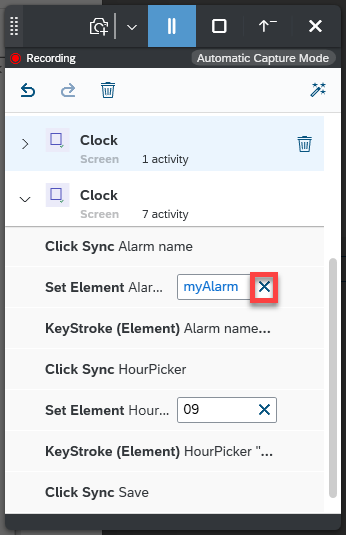 Recording
Automatic Capture Mode
Clock
Screen 1 activity
Clock
Screen 7 activity
Click Sync Alarm name
Set Element Alar... myAlarm
KeyStroke (Element) Alarm name...
Click Sync HourPicker
Set Element Hour... 09
KeyStroke (Element) HourPicker "...
Click Sync Save